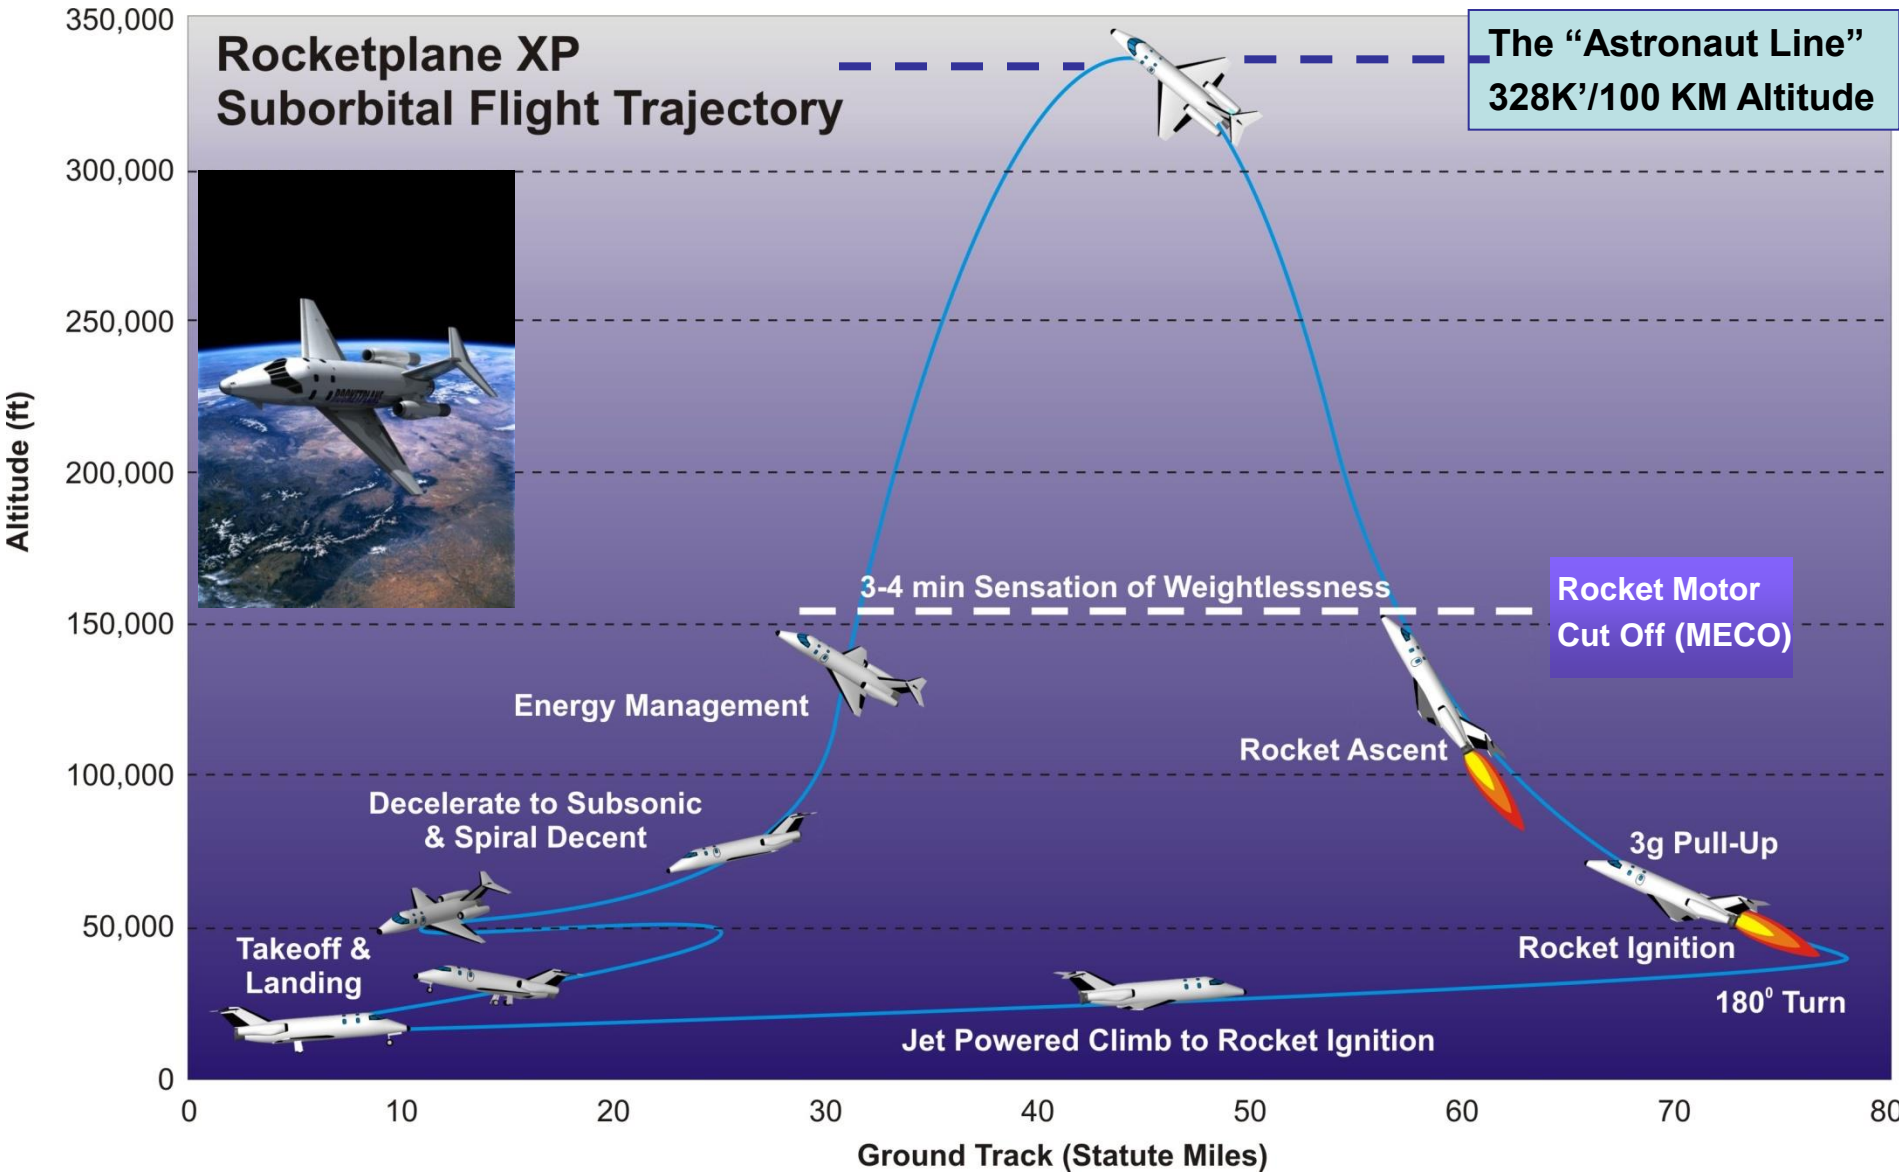 Rocketplane XP
Suborbital Flight Trajectory
The “Astronaut Line”
328K’/100 KM Altitude
350,000
300,000
250,000
200,000
150,000
100,000
50,000
0
Altitude (ft)
ROCKETPLANE
3-4 min Sensation of Weightlessness
Rocket Motor
Cut Off (MECO)
Energy Management
Rocket Ascent
Decelerate to Subsonic
& Spiral Decent
3g Pull-Up
Takeoff &
Landing
Rocket Ignition
180⁰ Turn
Jet Powered Climb to Rocket Ignition
0 10 20 30 40 50 60 70 80
Ground Track (Statute Miles)